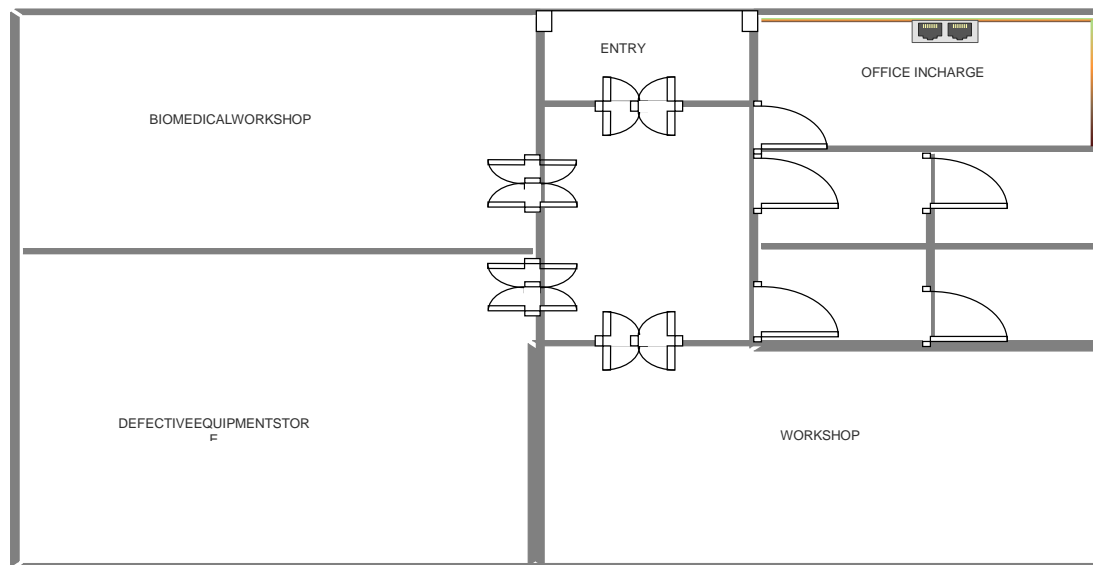 ENTRY
OFFICE INCHARGE
BIOMEDICALWORKSHOP
DEFECTIVEEQUIPMENTSTOR
E
WORKSHOP